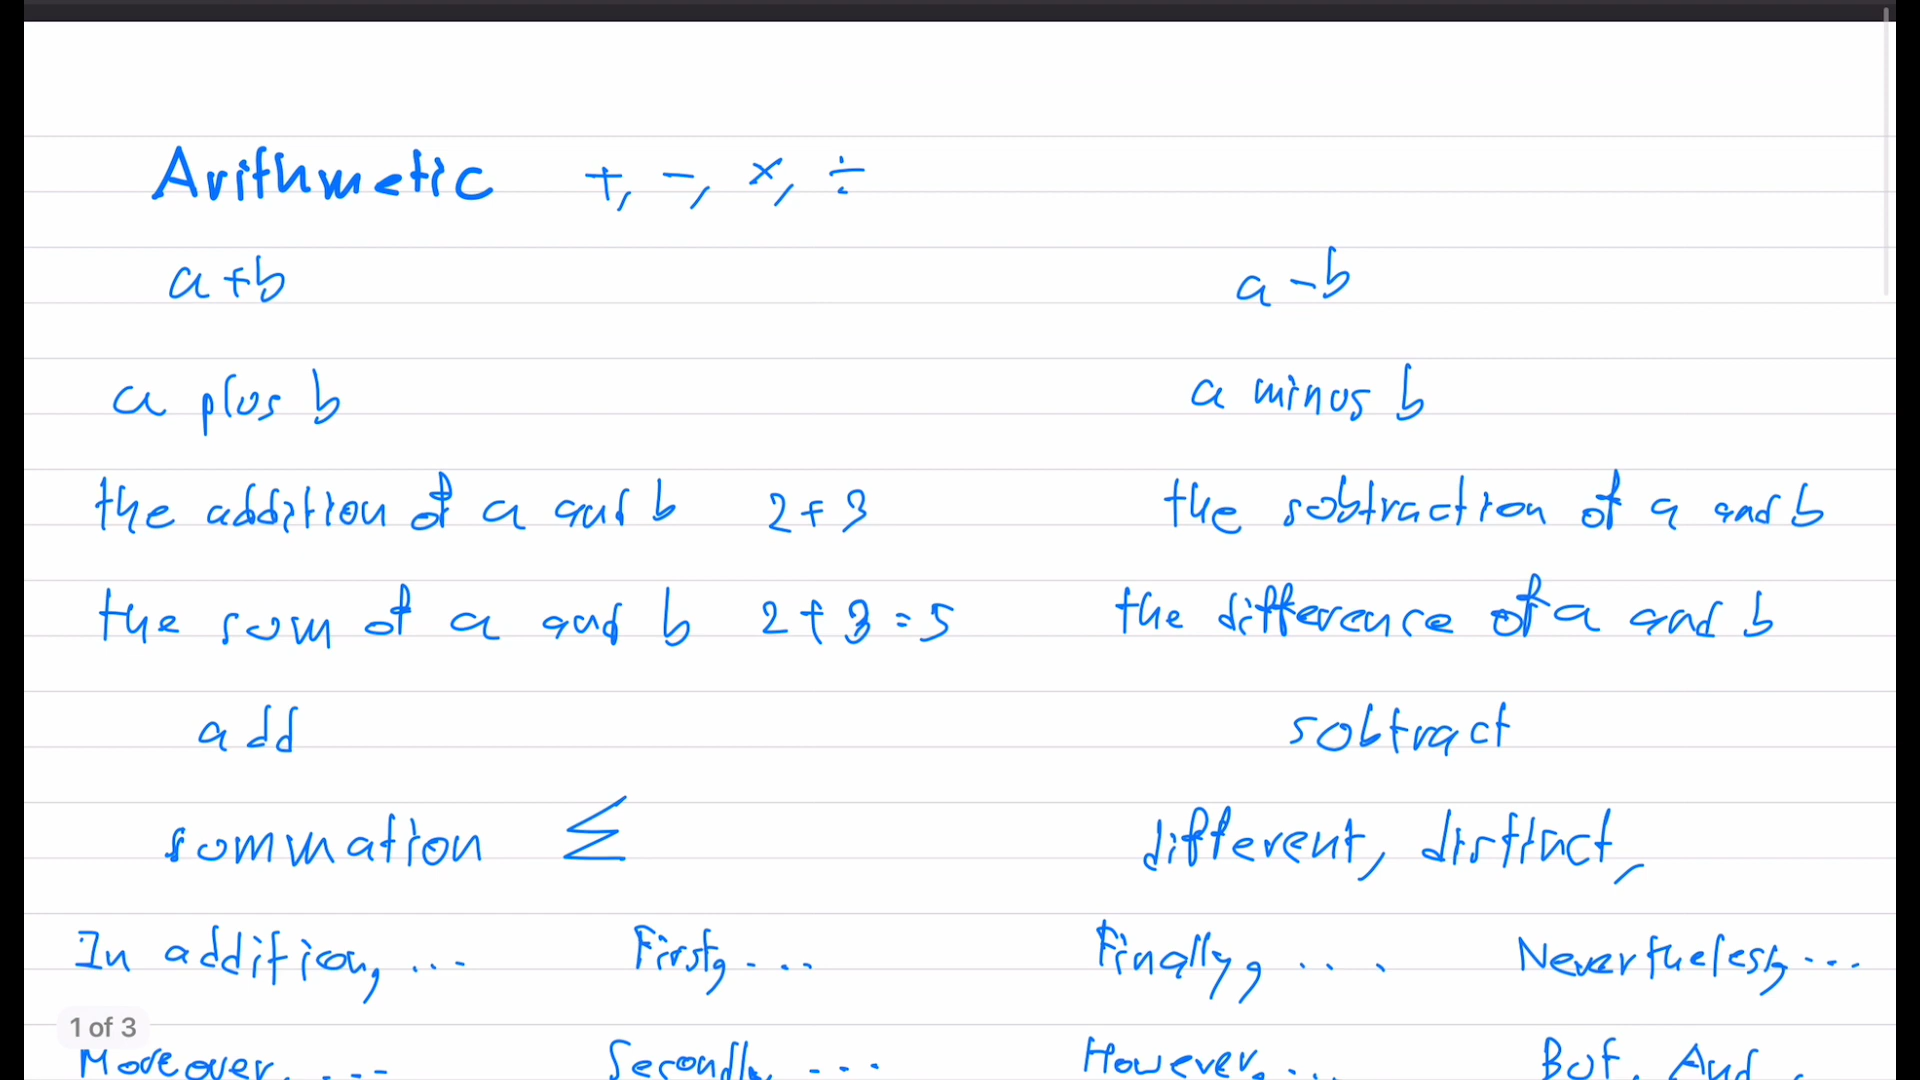 Arithmetic +, -, ×, ÷
a+b a-b
a plus b a minus b
the addition of a and b 2+3 the subtraction of a and b
the sum of a and b 2+3=5 the difference of a and b
add subtract
summation Σ different, distinct,
In addition, ... First, ... Finally, .... Nevertheless, ...
1 of 3
Moreover, ... Secondly, ... However, ... But, And,